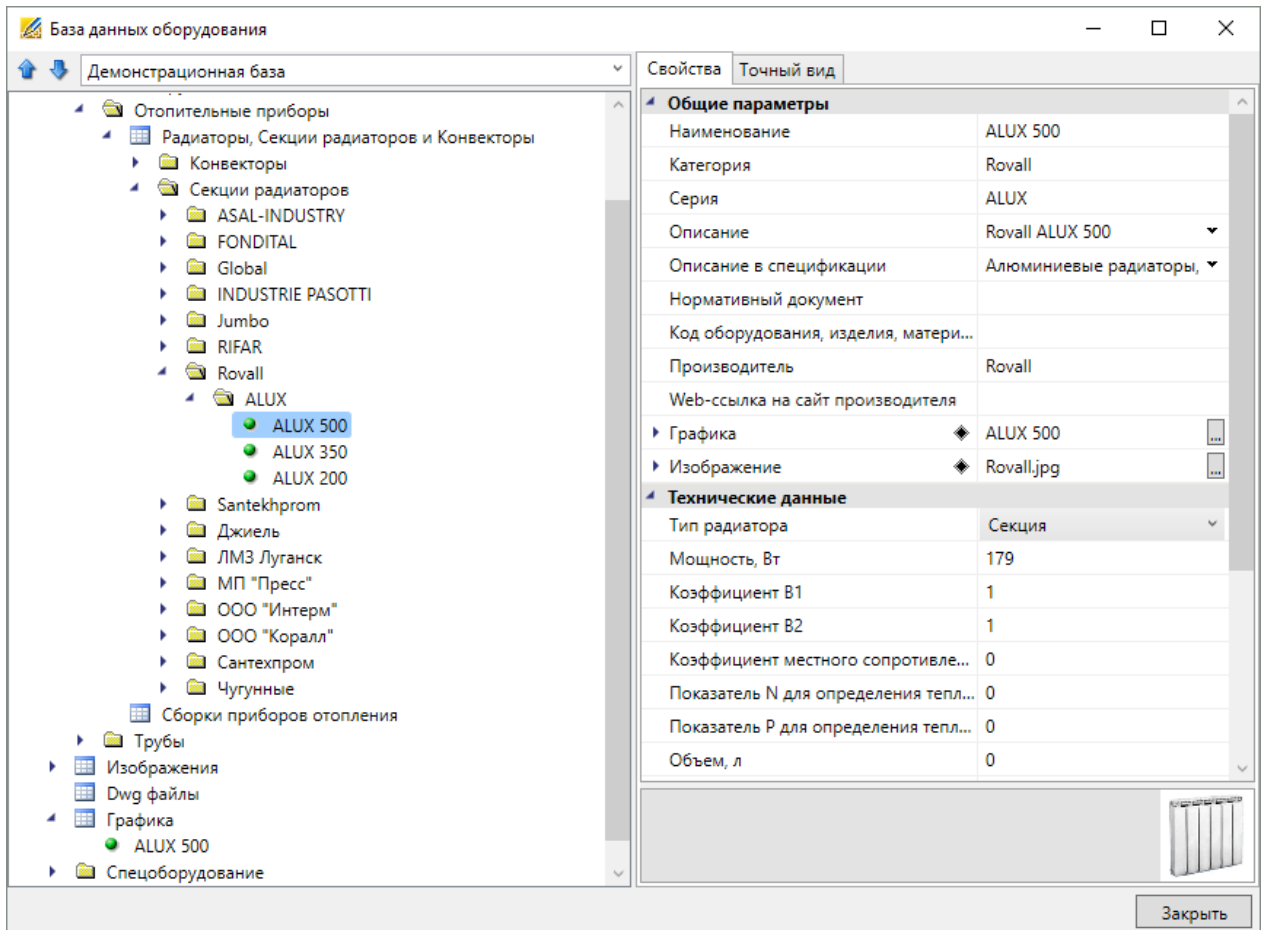 База данных оборудования
Демонстрационная база
Отопительные приборы
Радиаторы, Секции радиаторов и Конвекторы
Конвекторы
Секции радиаторов
ASAL-INDUSTRY
FONDITAL
Global
INDUSTRIE PASOTTI
Jumbo
RIFAR
Rovall
ALUX
ALUX 500
ALUX 350
ALUX 200
Santekhprom
Джиель
ЛМЗ Луганск
МП "Пресс"
ООО "Интерм"
ООО "Коралл"
Сантехпром
Чугунные
Сборки приборов отопления
Трубы
Изображения
Dwg файлы
Графика
ALUX 500
Спецоборудование
Свойства Точный вид
Общие параметры
Наименование ALUX 500
Категория Rovall
Серия ALUX
Описание Rovall ALUX 500
Описание в спецификации Алюминиевые радиаторы,
Нормативный документ
Код оборудования, изделия, матери...
Производитель Rovall
Web-ссылка на сайт производителя
Графика ALUX 500 ...
Изображение Rovall.jpg ...
Технические данные
Тип радиатора Секция
Мощность, Вт 179
Коэффициент B1 1
Коэффициент B2 1
Коэффициент местного сопротивле... 0
Показатель N для определения тепл... 0
Показатель P для определения тепл... 0
Объем, л 0
Закрыть